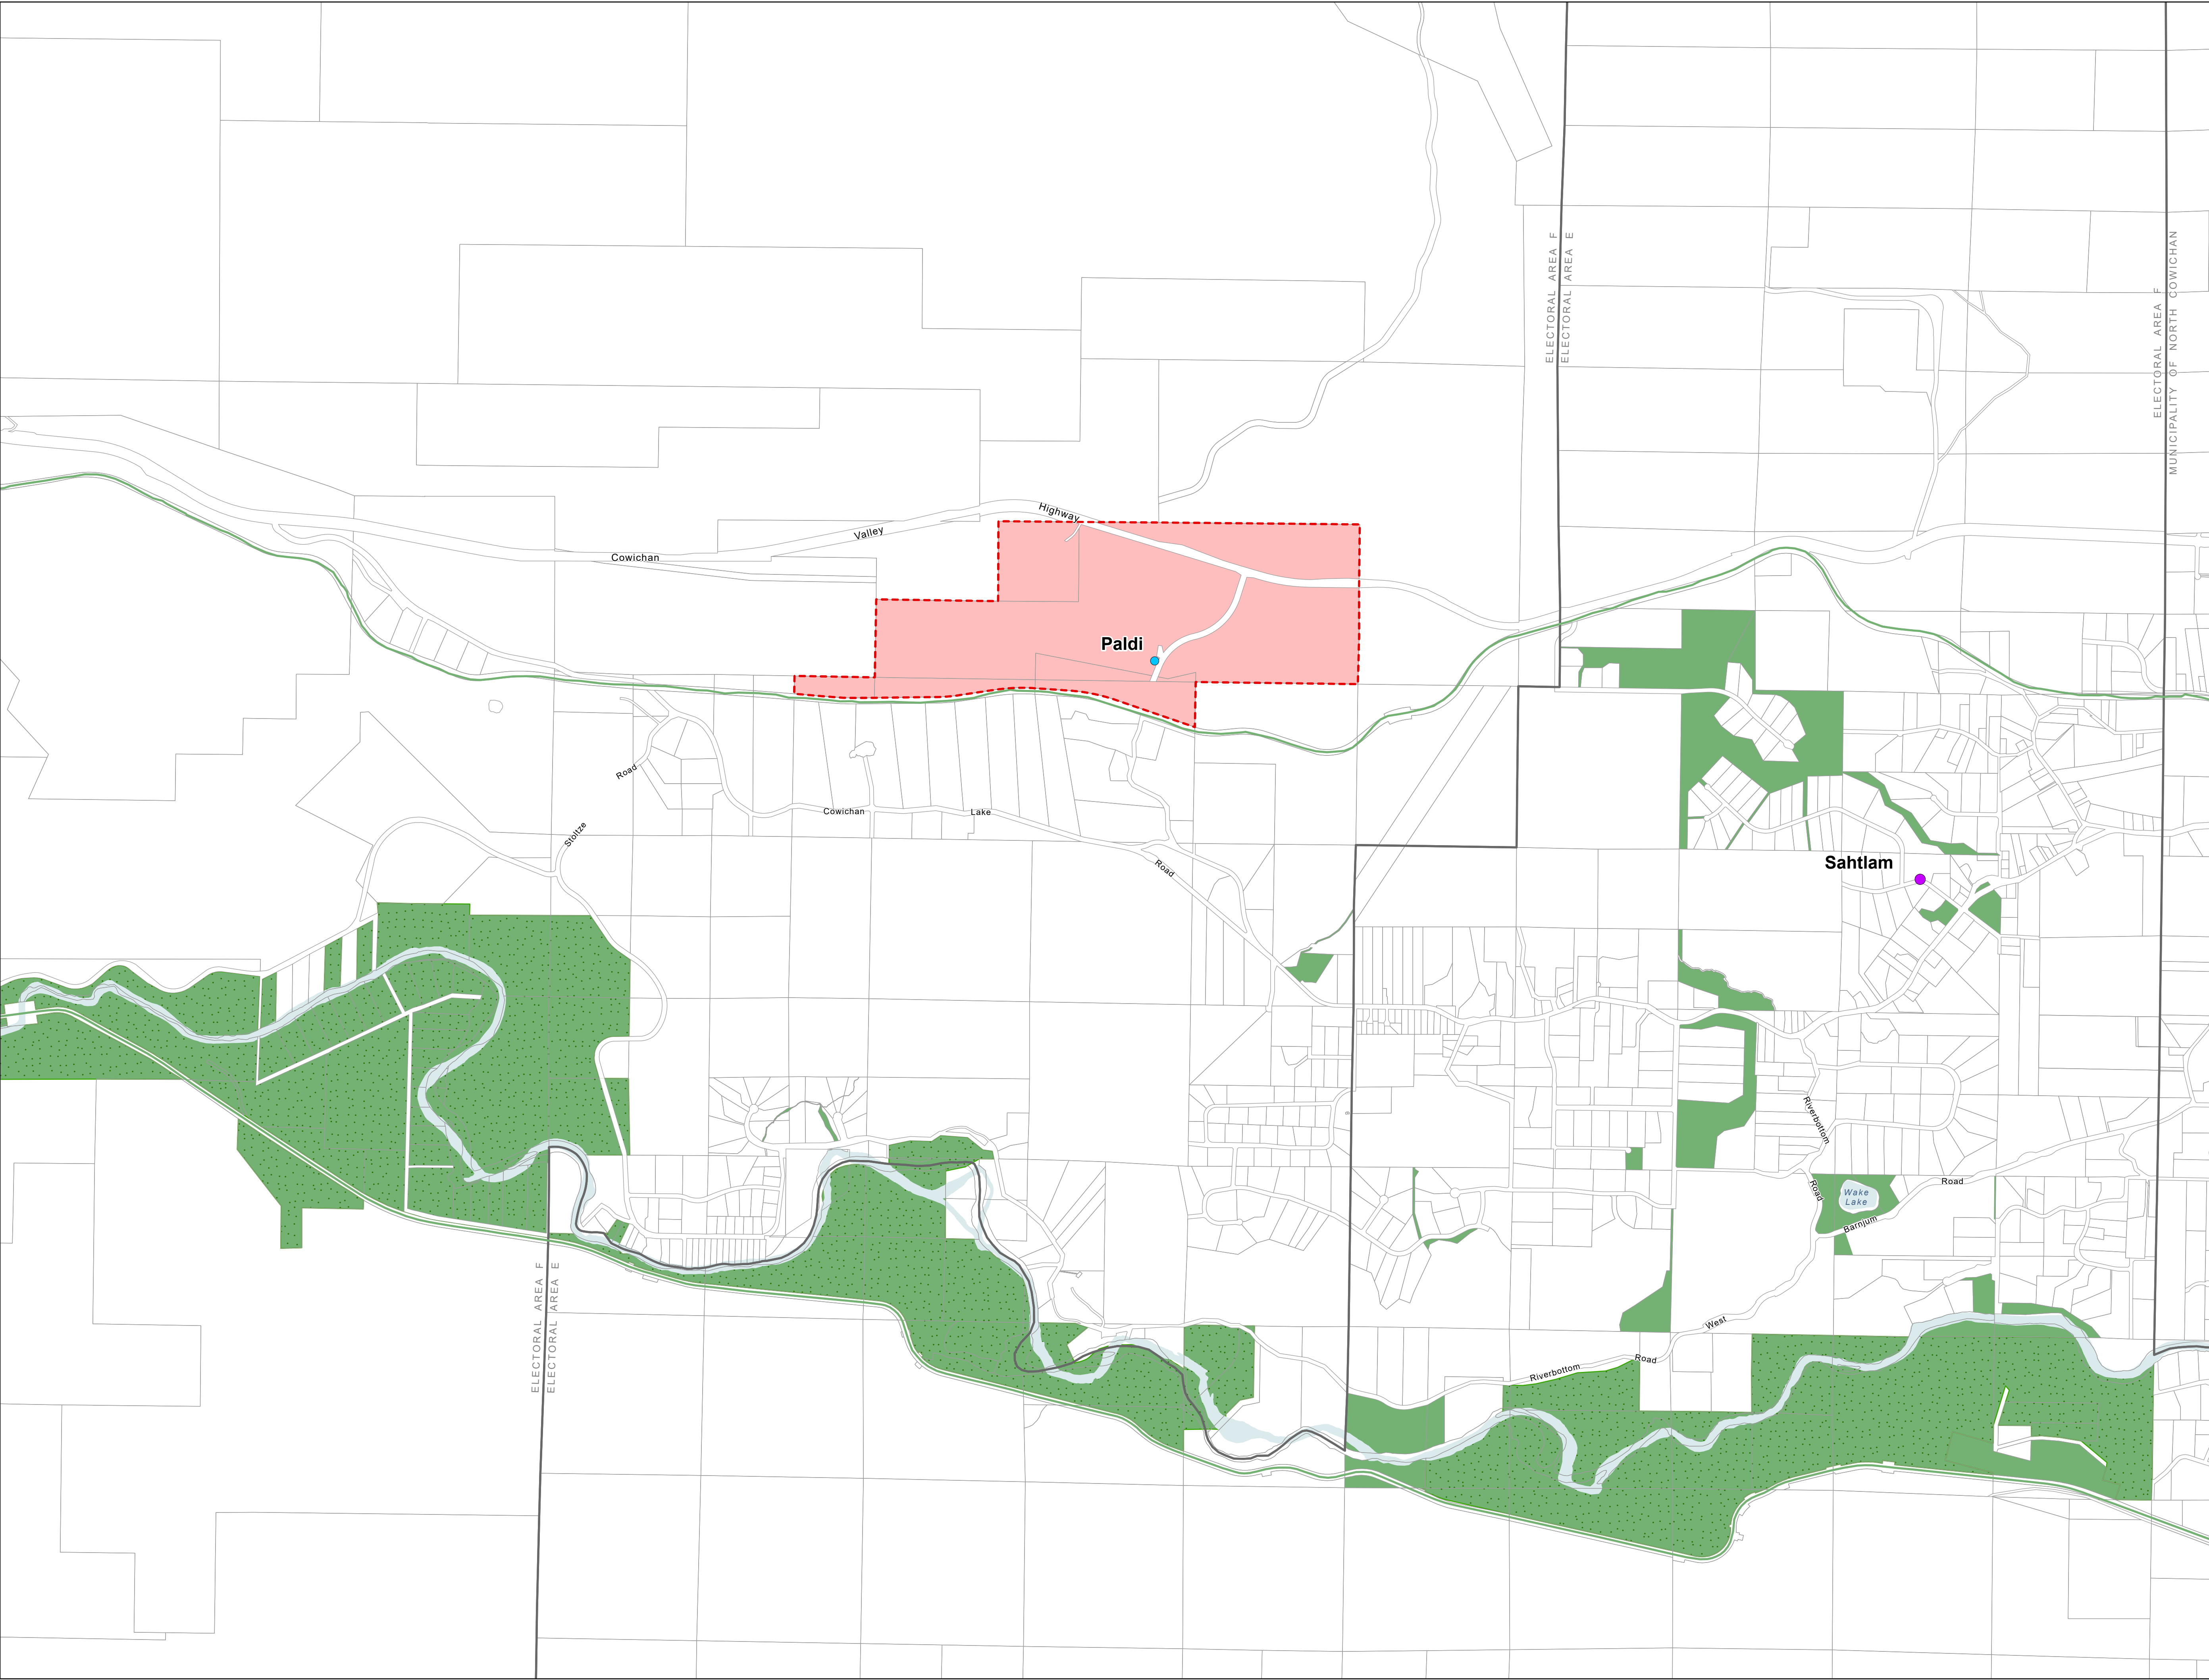 ELECTORAL AREA F
ELECTORAL AREA E
ELECTORAL AREA F
MUNICIPALITY OF NORTH COWICHAN
Highway
Valley
Cowichan
Paldi
Road
Cowichan
Lake
Stoltze
Road
Sahtlam
Riverbottom
Road
Wake
Lake
Road
Barnjum
ELECTORAL AREA F
ELECTORAL AREA E
West
Road
Riverbottom